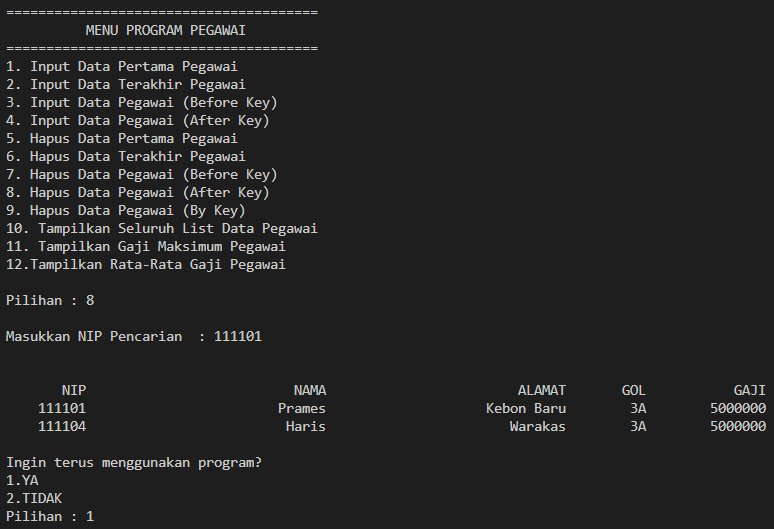 =======================================
MENU PROGRAM PEGAWAI
=======================================
1. Input Data Pertama Pegawai
2. Input Data Terakhir Pegawai
3. Input Data Pegawai (Before Key)
4. Input Data Pegawai (After Key)
5. Hapus Data Pertama Pegawai
6. Hapus Data Terakhir Pegawai
7. Hapus Data Pegawai (Before Key)
8. Hapus Data Pegawai (After Key)
9. Hapus Data Pegawai (By Key)
10. Tampilkan Seluruh List Data Pegawai
11. Tampilkan Gaji Maksimum Pegawai
12.Tampilkan Rata-Rata Gaji Pegawai
Pilihan : 8
Masukkan NIP Pencarian  : 111101
NIP NAMA ALAMAT GOL GAJI
111101 Prames Kebon Baru 3A 5000000
111104 Haris Warakas 3A 5000000
Ingin terus menggunakan program?
1.YA
2.TIDAK
Pilihan : 1